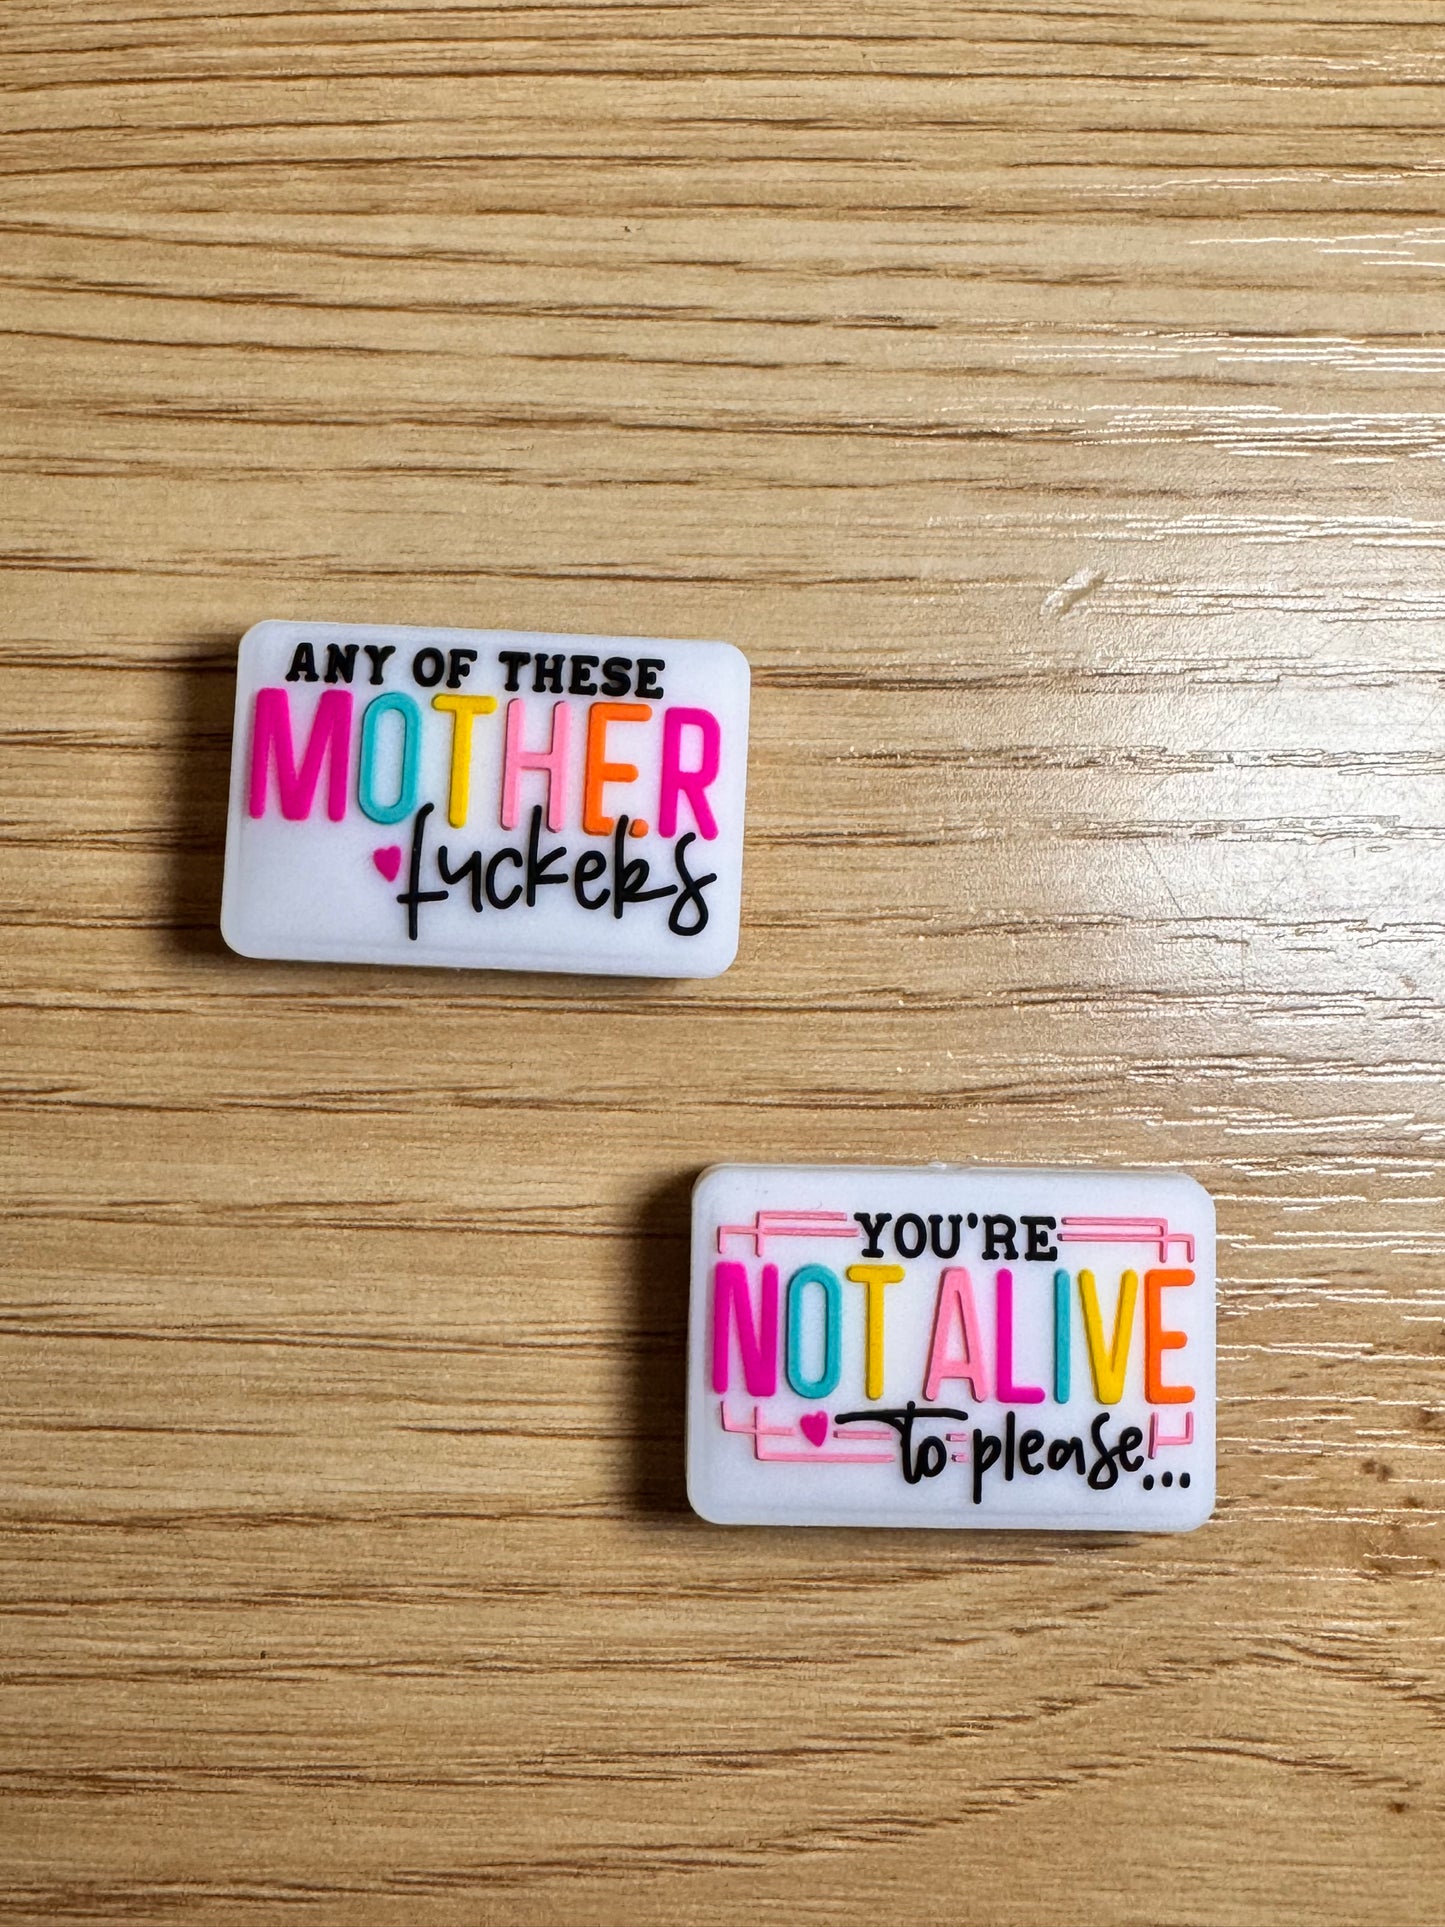 ANY OF THESE
MOTHER
fuckers
YOU'RE
NOT ALIVE
to please...